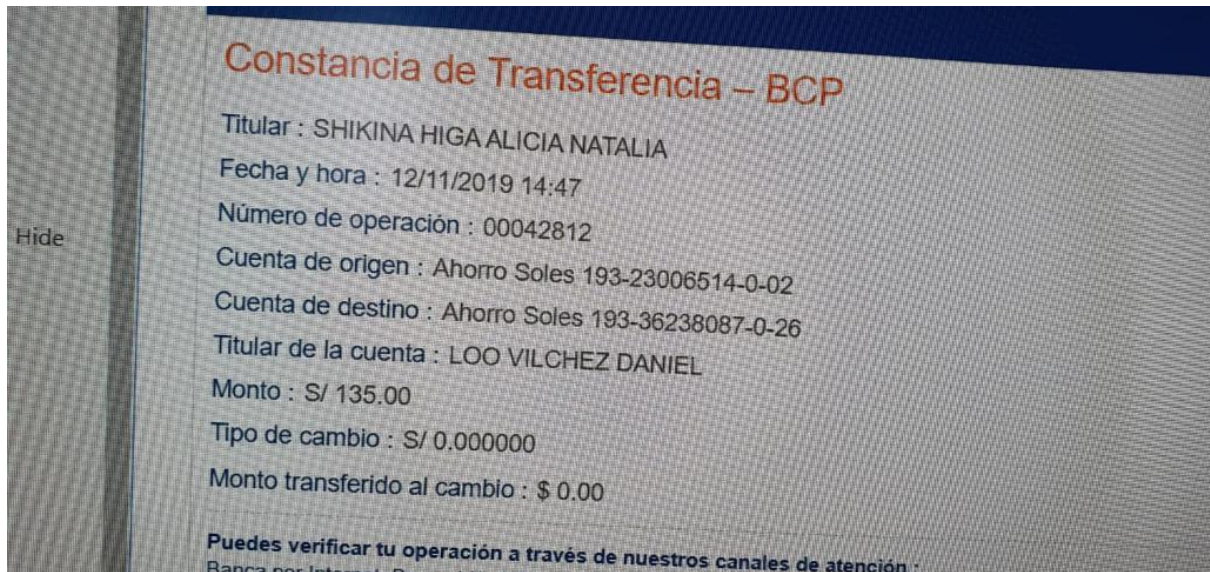 Constancia de Transferencia – BCP
Titular : SHIKINA HIGA ALICIA NATALIA
Fecha y hora : 12/11/2019 14:47
Número de operación : 00042812
Hide
Cuenta de origen : Ahorro Soles 193-23006514-0-02
Cuenta de destino : Ahorro Soles 193-36238087-0-26
Titular de la cuenta : LOO VILCHEZ DANIEL
Monto : S/ 135.00
Tipo de cambio : S/ 0.000000
Monto transferido al cambio : $ 0.00
Puedes verificar tu operación a través de nuestros canales de atención :
Banca por Internet,